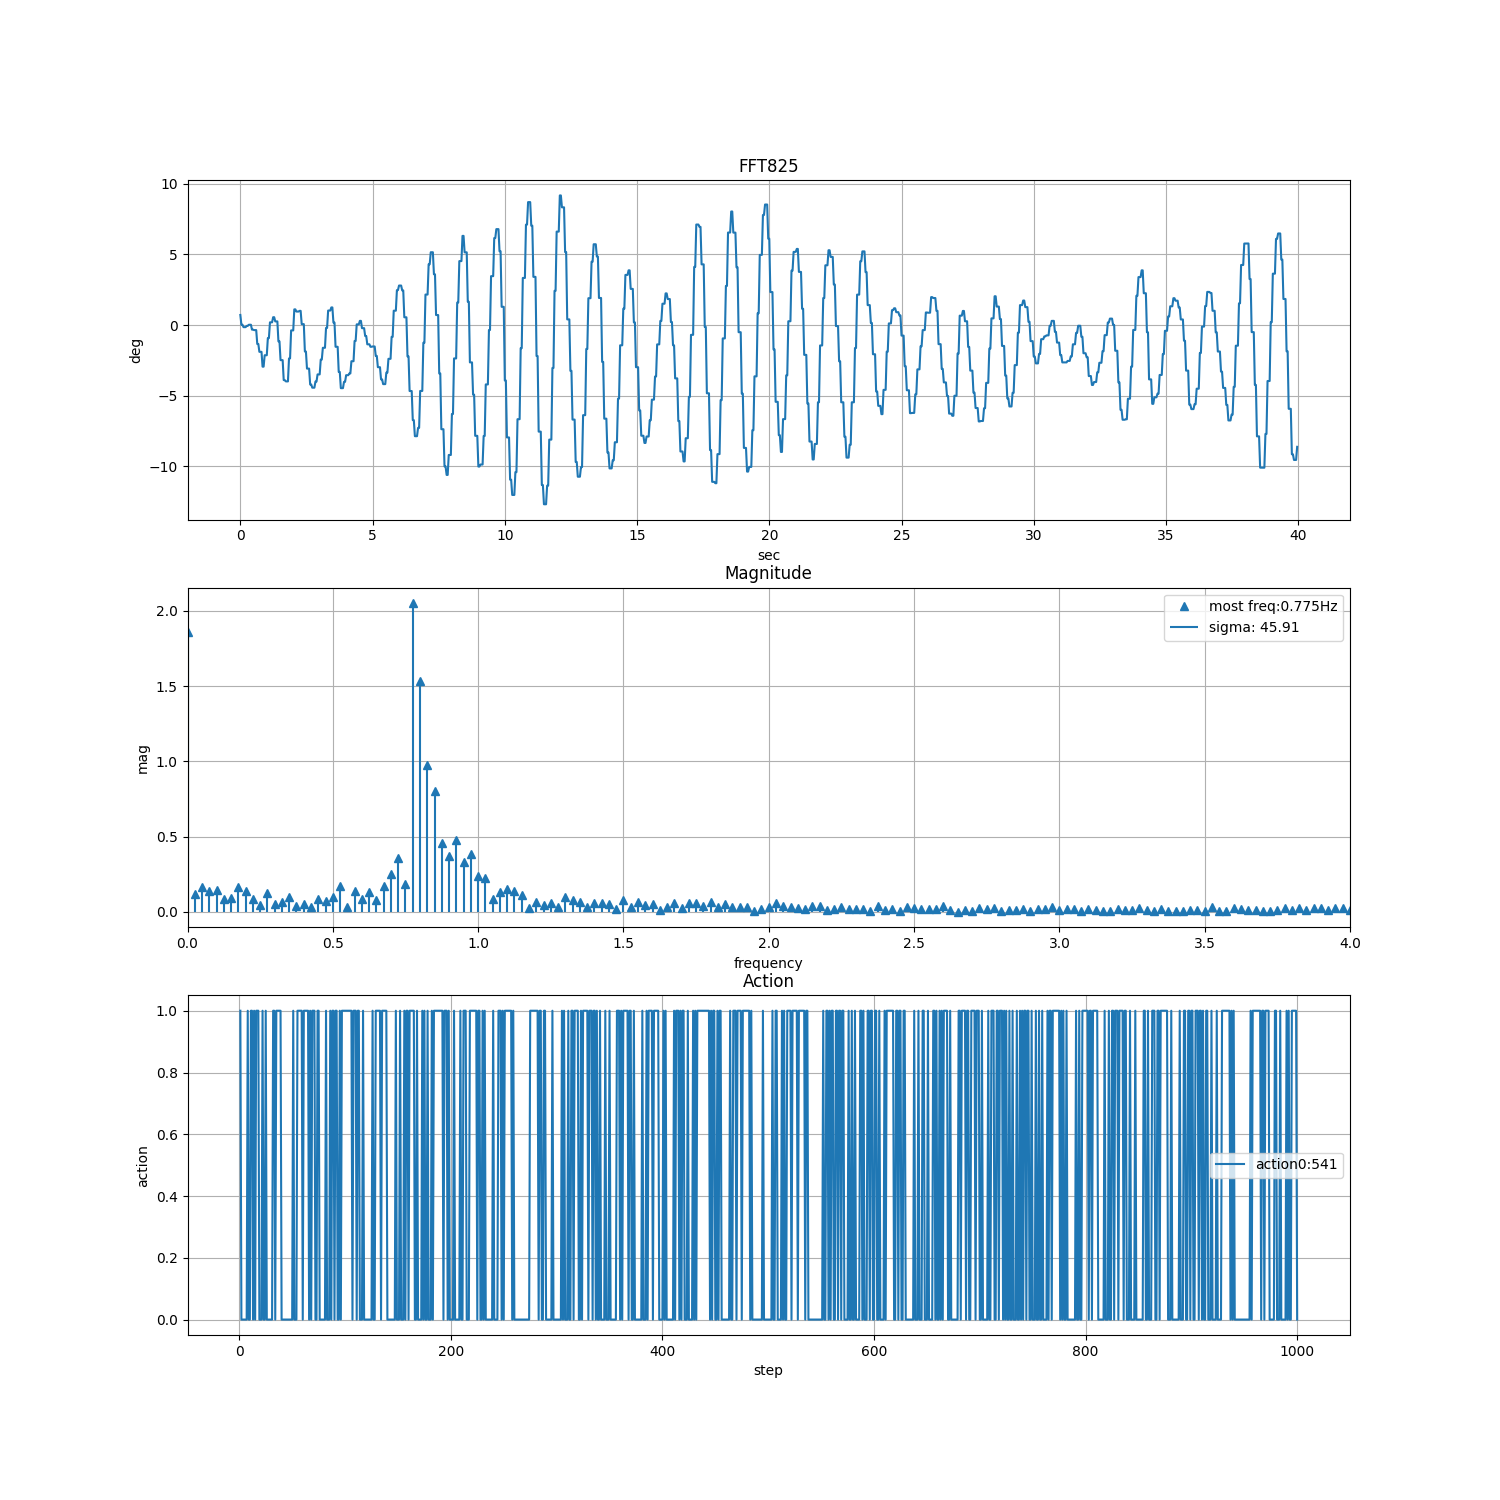 FFT825
10
5
0
−5
−10
deg
0 5 10 15 20 25 30 35 40
sec
Magnitude
2.0
1.5
1.0
0.5
0.0
mag
most freq:0.775Hz
sigma: 45.91
0.0 0.5 1.0 1.5 2.0 2.5 3.0 3.5 4.0
frequency
Action
1.0
0.8
0.6
0.4
0.2
0.0
action
action0:541
0 200 400 600 800 1000
step